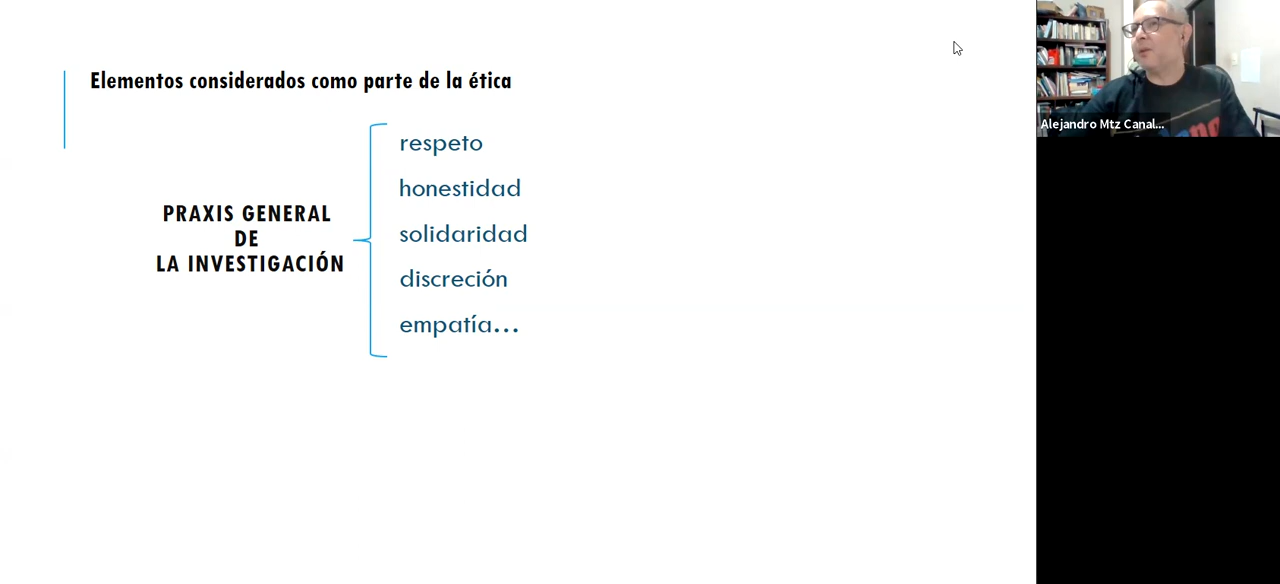 Elementos considerados como parte de la ética
PRAXIS GENERAL
DE
LA INVESTIGACIÓN
respeto
honestidad
solidaridad
discreción
empatía...
Alejandro Mtz Canal...